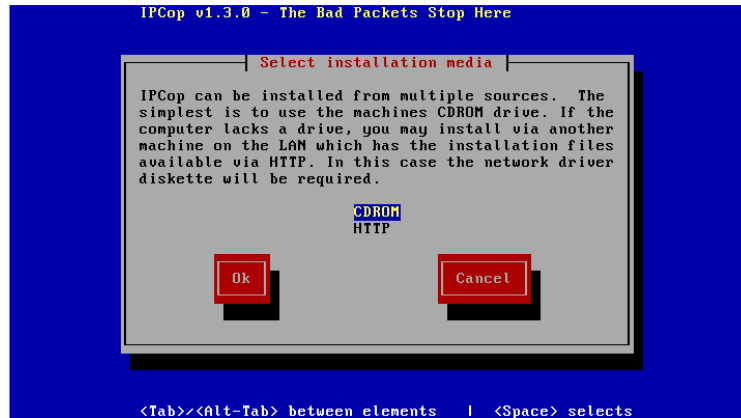 IPCop v1.3.0 - The Bad Packets Stop Here
Select installation media
IPCop can be installed from multiple sources.  The
simplest is to use the machines CDROM drive. If the
computer lacks a drive, you may install via another
machine on the LAN which has the installation files
available via HTTP. In this case the network driver
diskette will be required.
CDROM
HTTP
Ok Cancel
<Tab>/<Alt-Tab> between elements | <Space> selects